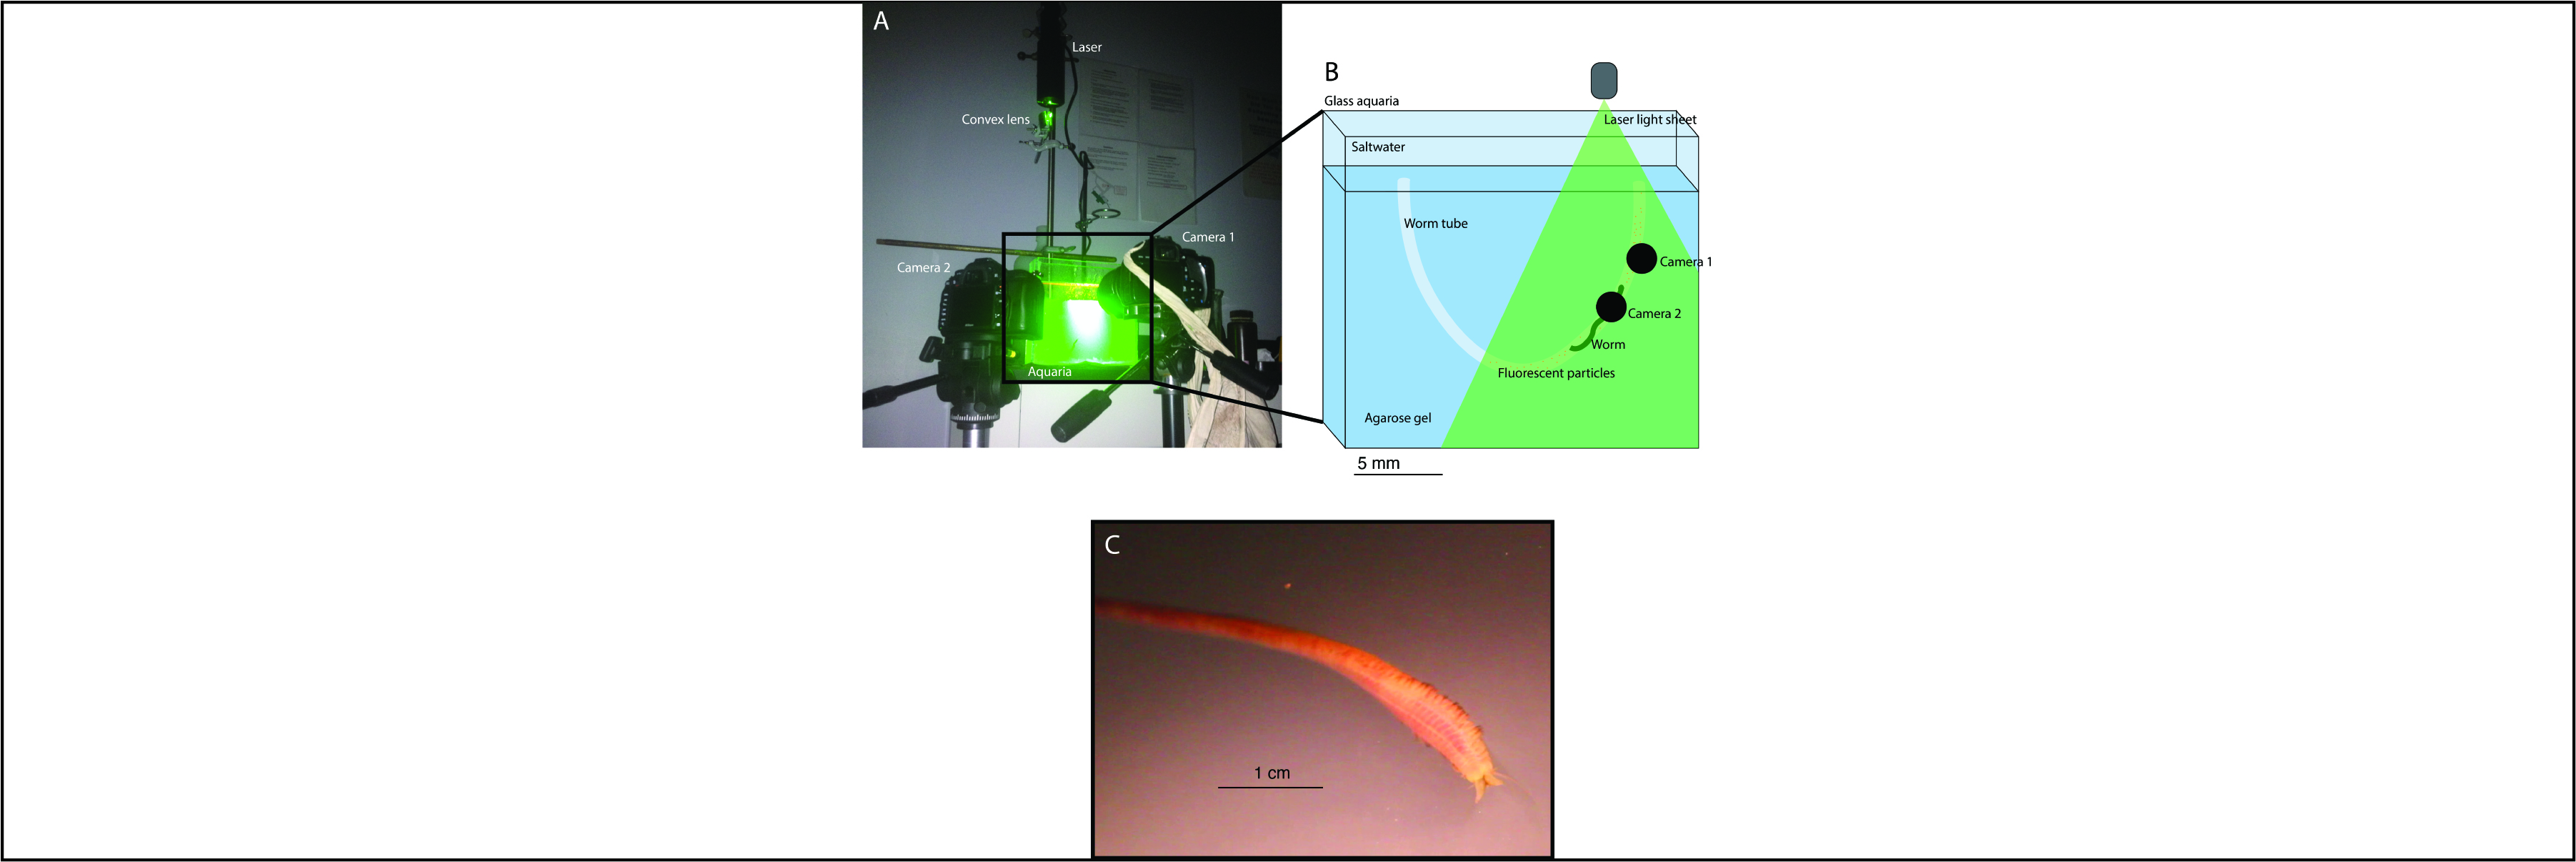 A
Laser
Convex lens
Camera 1
Camera 2
Aquaria
B
Glass aquaria
Laser light sheet
Saltwater
Worm tube
Camera 1
Camera 2
Worm
Fluorescent particles
Agarose gel
5 mm
C
1 cm